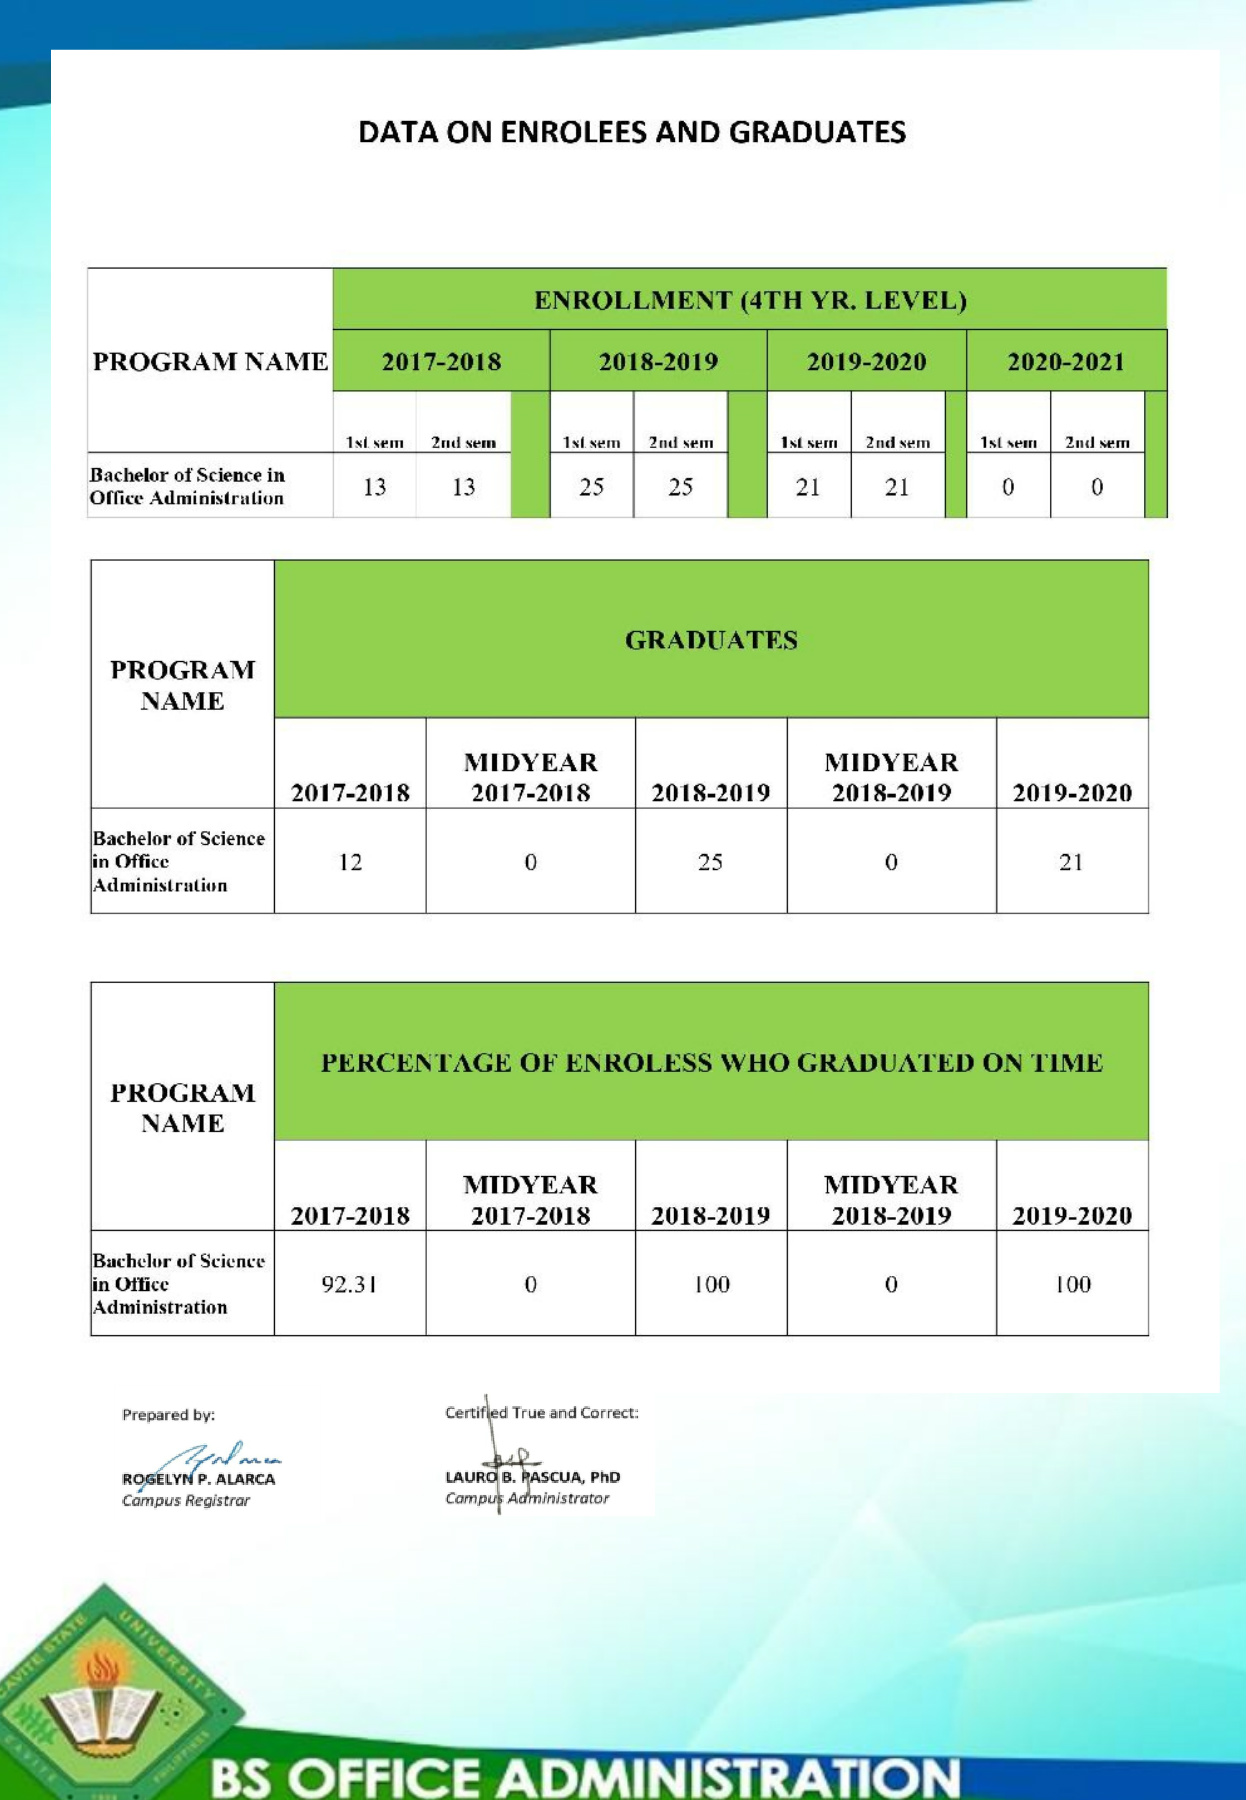 DATA ON ENROLEES AND GRADUATES
PROGRAM NAME
ENROLLMENT (4TH YR. LEVEL)
2017-2018 2018-2019 2019-2020 2020-2021
1st sem 2nd sem 1st sem 2nd sem 1st sem 2nd sem 1st sem 2nd sem
Bachelor of Science in
Office Administration
13 13 25 25 21 21 0 0
PROGRAM
NAME
GRADUATES
2017-2018
MIDYEAR
2017-2018
2018-2019
MIDYEAR
2018-2019
2019-2020
Bachelor of Science
in Office
Administration
12 0 25 0 21
PROGRAM
NAME
PERCENTAGE OF ENROLESS WHO GRADUATED ON TIME
2017-2018
MIDYEAR
2017-2018
2018-2019
MIDYEAR
2018-2019
2019-2020
Bachelor of Science
in Office
Administration
92.31 0 100 0 100
Prepared by:
ROGELYN P. ALARCA
Campus Registrar
Certified True and Correct:
LAURO B. PASCUA, PhD
Campus Administrator
CAVITE STATE UNIVERSITY
CAVITE PHILIPPINES
BS OFFICE ADMINISTRATION